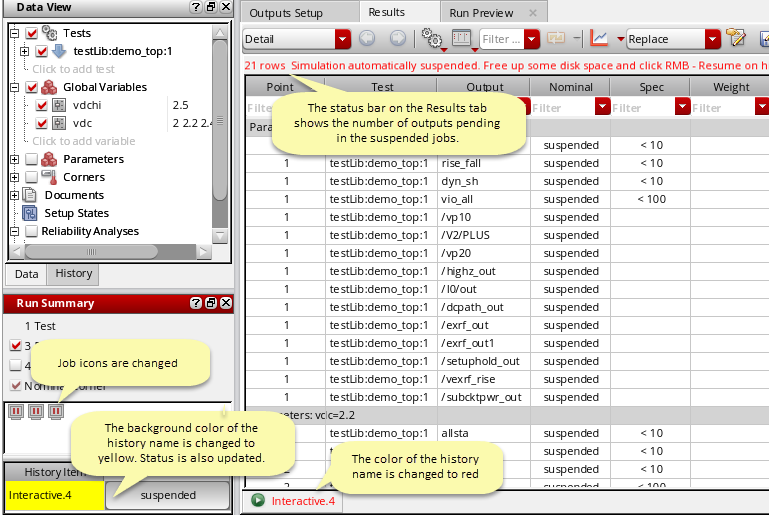 Data View
Tests
testLib:demo_top:1
Click to add test
Global Variables
vdchi 2.5
vdc 2 2.2 2.4
Click to add variable
Parameters
Corners
Documents
Setup States
Reliability Analyses
Data History
Run Summary
1 Test
3
4
Job icons are changed
The background color of the
history name is changed to
yellow. Status is also updated.
History Item
Interactive.4 suspended
Outputs Setup Results Run Preview
Detail Filter ... Replace
21 rows Simulation automatically suspended. Free up some disk space and click RMB - Resume on h
Point Test Output Nominal Spec Weight
Filter Filter Filter Filter
The status bar on the Results tab
shows the number of outputs pending
in the suspended jobs.
Para
suspended < 10
1 testLib:demo_top:1 rise_fall suspended < 10
1 testLib:demo_top:1 dyn_sh suspended < 10
1 testLib:demo_top:1 vio_all suspended < 100
1 testLib:demo_top:1 /vp10 suspended
1 testLib:demo_top:1 /V2/PLUS suspended
1 testLib:demo_top:1 /vp20 suspended
1 testLib:demo_top:1 /highz_out suspended
1 testLib:demo_top:1 /I0/out suspended
1 testLib:demo_top:1 /dcpath_out suspended
1 testLib:demo_top:1 /exrf_out suspended
1 testLib:demo_top:1 /exrf_out1 suspended
1 testLib:demo_top:1 /setuphold_out suspended
1 testLib:demo_top:1 /vexrf_rise suspended
1 testLib:demo_top:1 /subcktpwr_out suspended
eters: vdc=2.2
testLib:demo_top:1 allsta suspended < 10
suspended < 10
suspended < 10
suspended < 100
The color of the history
name is changed to red
Interactive.4